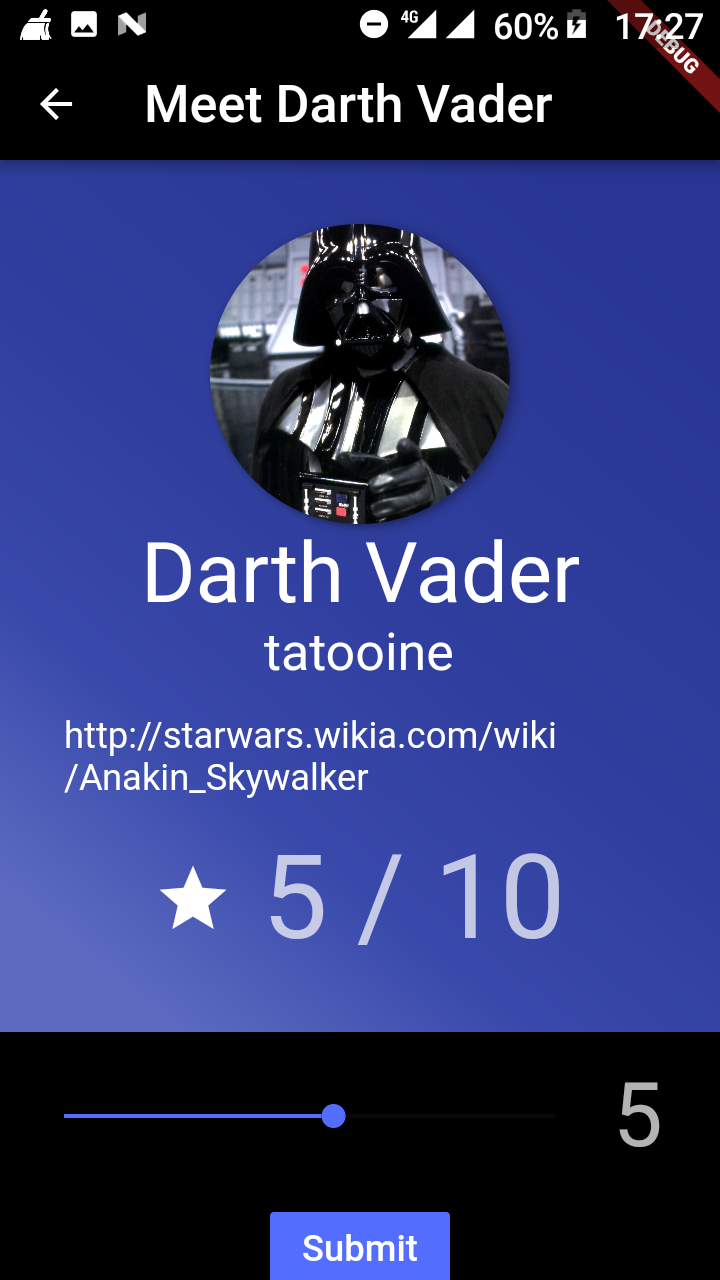 4G 60% 17:27
DEBUG
Meet Darth Vader
Darth Vader
tatooine
http://starwars.wikia.com/wiki
/Anakin_Skywalker
5 / 10
5
Submit